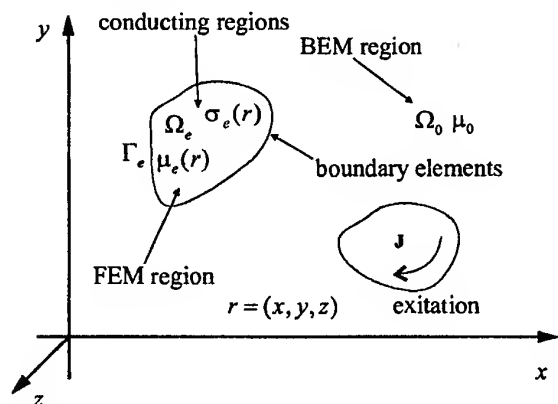 conducting regions
y
BEM region
Ωₑ σₑ(r)
Ω₀ μ₀
Γₑ μₑ(r)
boundary elements
J
FEM region
exitation
r = (x, y, z)
x
z